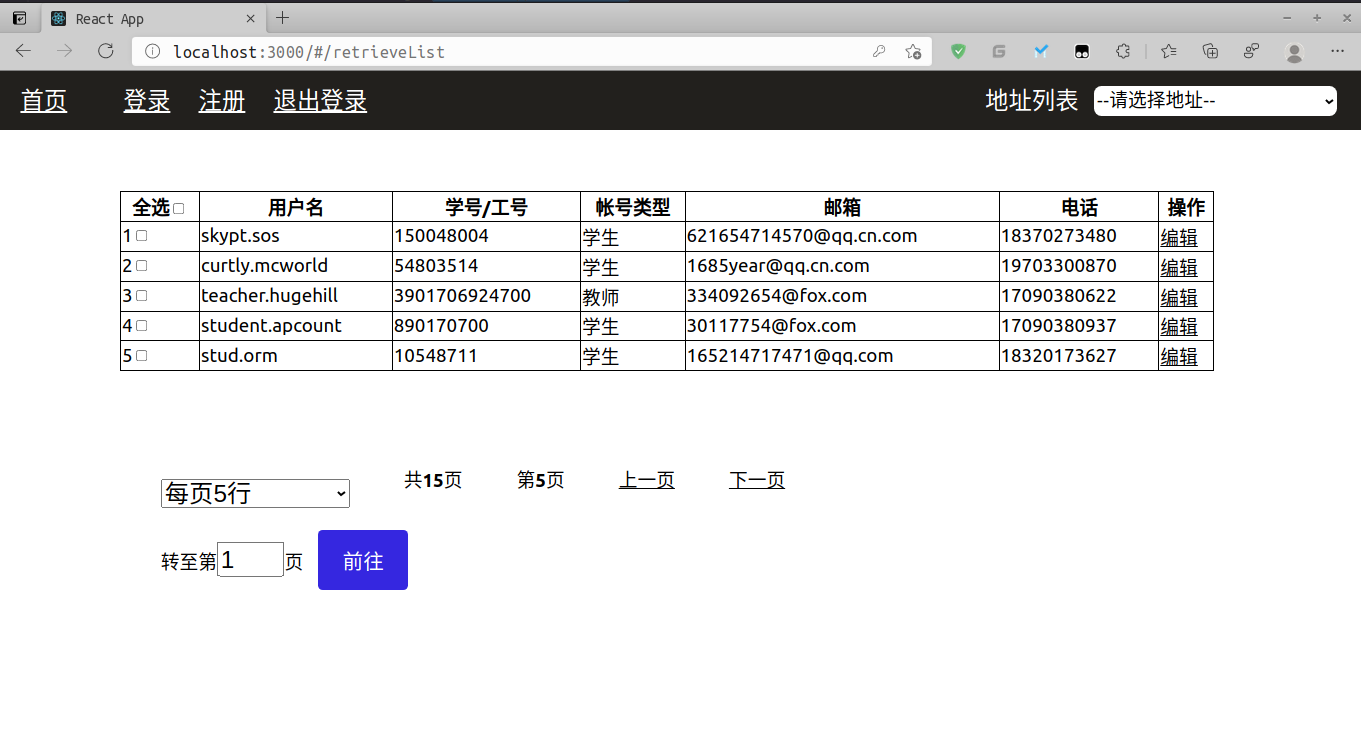 React App
localhost:3000/#/retrieveList
首页 登录 注册 退出登录 地址列表 --请选择地址--
全选 用户名 学号/工号 帐号类型 邮箱 电话 操作
1 skypt.sos 150048004 学生 621654714570@qq.cn.com 18370273480 编辑
2 curtly.mcworld 54803514 学生 1685year@qq.cn.com 19703300870 编辑
3 teacher.hugehill 3901706924700 教师 334092654@fox.com 17090380622 编辑
4 student.apcount 890170700 学生 30117754@fox.com 17090380937 编辑
5 stud.orm 10548711 学生 165214717471@qq.com 18320173627 编辑
每页5行 共15页 第5页 上一页 下一页
转至第1页 前往